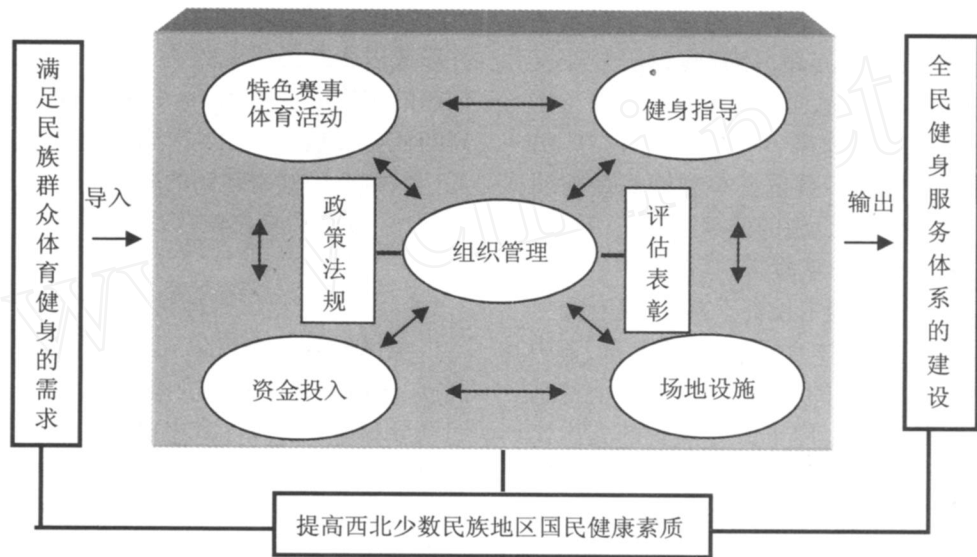 满足民族群众体育健身的需求
导入
特色赛事
体育活动
健身指导
政策法规
组织管理
评估表彰
资金投入
场地设施
输出
全民健身服务体系的建设
提高西北少数民族地区国民健康素质